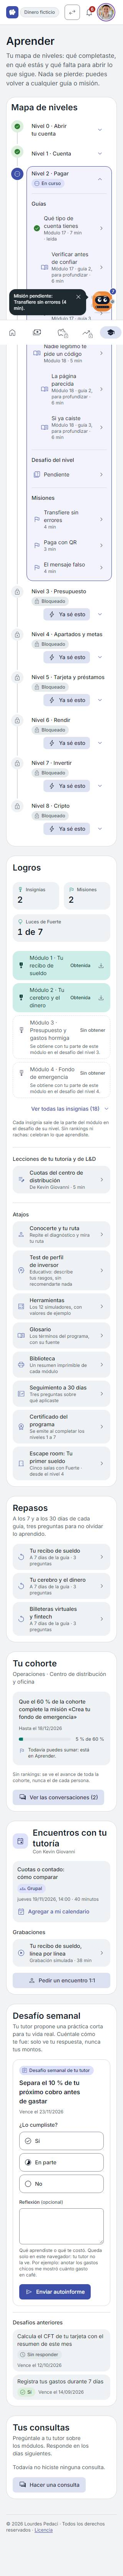 Dinero ficticio
6
Aprender
Tu mapa de niveles: qué completaste,
en qué estás y qué falta para abrir lo
que sigue. Nada se pierde: puedes
volver a cualquier guía o misión.
Mapa de niveles
Nivel 0 · Abrir
tu cuenta
Nivel 1 · Cuenta
Nivel 2 · Pagar
En curso
Guías
Qué tipo de
cuenta tienes
Módulo 17 · 7 min
· leída
Verificar antes
de confiar
Módulo 17 · guía 2,
para profundizar ·
6 min
Misión pendiente:
Transfiere sin errores (4
min).
Nadie legítimo te
pide un código
Módulo 18 · 5 min
La página
parecida
Módulo 18 · guía 2,
para profundizar ·
6 min
Si ya caíste
Módulo 18 · guía 3,
para profundizar ·
6 min
Desafío del nivel
Pendiente
Misiones
Transfiere sin
errores
4 min
Paga con QR
3 min
El mensaje falso
4 min
Nivel 3 · Presupuesto
Bloqueado
Ya sé esto
Nivel 4 · Apartados y metas
Bloqueado
Ya sé esto
Nivel 5 · Tarjeta y préstamos
Bloqueado
Ya sé esto
Nivel 6 · Rendir
Bloqueado
Ya sé esto
Nivel 7 · Invertir
Bloqueado
Ya sé esto
Nivel 8 · Cripto
Bloqueado
Ya sé esto
Logros
Insignias
2
Misiones
2
Luces de Fuerte
1 de 7
Módulo 1 · Tu
recibo de
sueldo
Obtenida
Módulo 2 · Tu
cerebro y el
dinero
Obtenida
Módulo 3 ·
Presupuesto y
gastos hormiga
Sin obtener
Se obtiene con la parte de este
módulo en el desafío del nivel 3.
Módulo 4 · Fondo
de emergencia
Sin obtener
Se obtiene con la parte de este
módulo en el desafío del nivel 4.
Ver todas las insignias (18)
Cada insignia sale de la parte del módulo en
el desafío de su nivel. Sin rankings ni
rachas: celebran lo que aprendiste.
Lecciones de tu tutoría y de L&D
Cuotas del centro de
distribución
De Kevin Giovanni · 5 min
Atajos
Conocerte y tu ruta
Repite el diagnóstico y mira
tu ruta
Test de perfil
de inversor
Educativo: describe
tus rasgos, sin
recomendarte nada
Herramientas
Los 12 simuladores, con
valores de ejemplo
Glosario
Los términos del programa,
con su fuente
Biblioteca
Un resumen imprimible de
cada módulo
Seguimiento a 30 días
Tres preguntas sobre
qué aplicaste
Certificado del
programa
Se emite al completar los
niveles 1 a 7
Escape room: Tu
primer sueldo
Cinco salas con Fuerte ·
desde el nivel 4
Repasos
A los 7 y a los 30 días de cada
guía, tres preguntas para no olvidar
lo aprendido.
Tu recibo de sueldo
A 7 días de la guía · 3
preguntas
Tu cerebro y el dinero
A 7 días de la guía · 3
preguntas
Billeteras virtuales
y fintech
A 7 días de la guía · 3
preguntas
Tu cohorte
Operaciones · Centro de distribución
y oficina
Que el 60 % de la cohorte
complete la misión «Crea tu
fondo de emergencia»
Hasta el 18/12/2026
5 % de 60 %
Todavía puedes sumar: está
en Aprender.
Sin rankings: se ve el avance de toda la
cohorte, nunca el de cada persona.
Ver las conversaciones (2)
Encuentros con tu
tutoría
Con Kevin Giovanni
Cuotas o contado:
cómo comparar
Grupal
jueves 19/11/2026, 14:00 · 40 minutos
Agregar a mi calendario
Grabaciones
Tu recibo de sueldo,
línea por línea
Grabación simulada · 36 min
Pedir un encuentro 1:1
Desafío semanal
Tu tutor propone una práctica corta
para tu vida real. Cuéntale cómo
te fue: solo si quieres tú, nunca
tus montos.
Desafío semanal de tu tutor
Separa el 10 % de tu
próximo cobro antes
de gastar
Vence el 23/11/2026
¿Lo cumpliste?
Sí
En parte
No
Reflexión (opcional)
Qué aprendiste o qué te costó. Queda
solo en este navegador: tu tutor no
la ve. Por ejemplo: anotar los gastos
chicos me mostró cuánto gasto
en café.
Enviar autoinforme
Desafíos anteriores
Calcula el CFT de tu tarjeta con el
resumen de este mes
Sin responder
Vence el 12/10/2026
Registra tus gastos durante 7 días
Sí
Vence el 14/09/2026
Tus consultas
Pregúntale a tu tutor sobre
los módulos. Responde en los
días siguientes.
Todavía no hiciste ninguna consulta.
Hacer una consulta
© 2026 Lourdes Padaci · Todos los derechos
reservados · Licencia